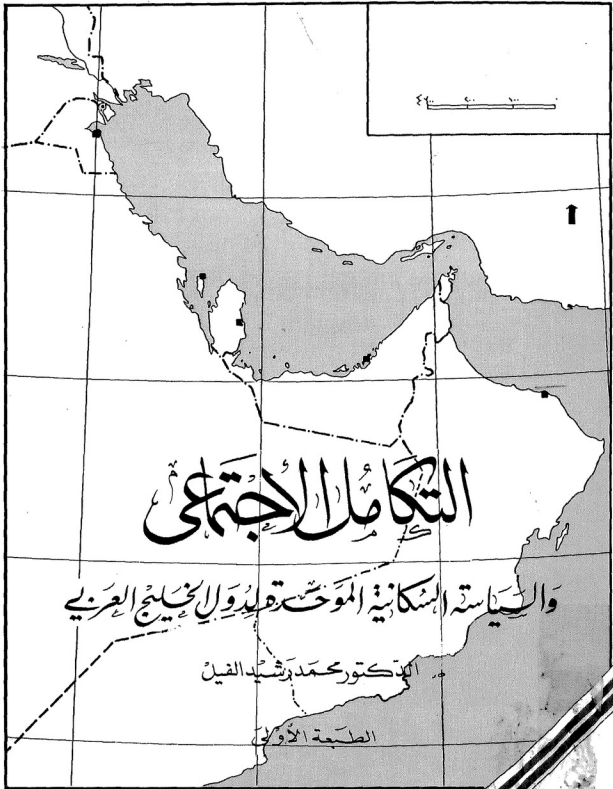 التكامل الاجتماعي
والسياسة السكانية الموحدة لدول الخليج العربي
الدكتور محمد رشيد الفيل
الطبعة الأولى